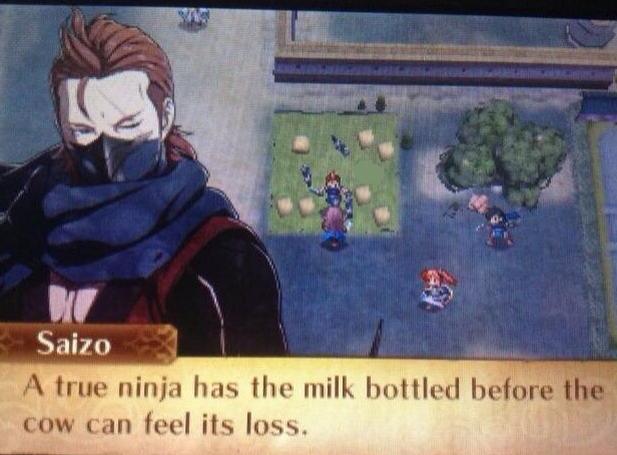 Saizo
A true ninja has the milk bottled before the
cow can feel its loss.